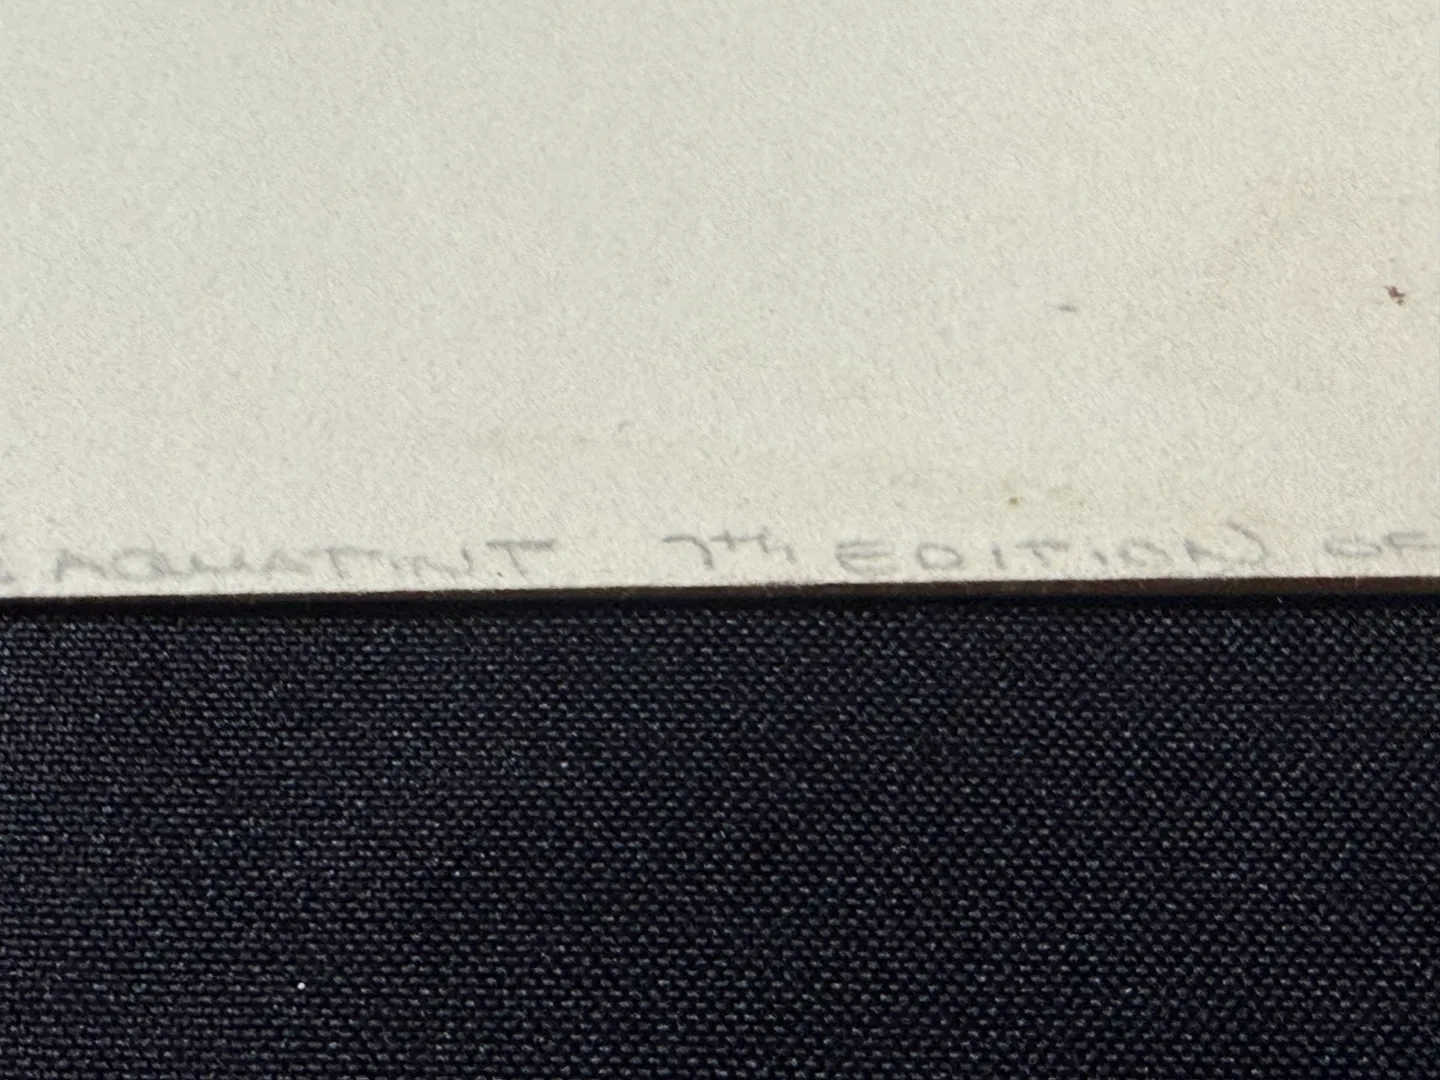 , AQUATINT 7th EDITION OF